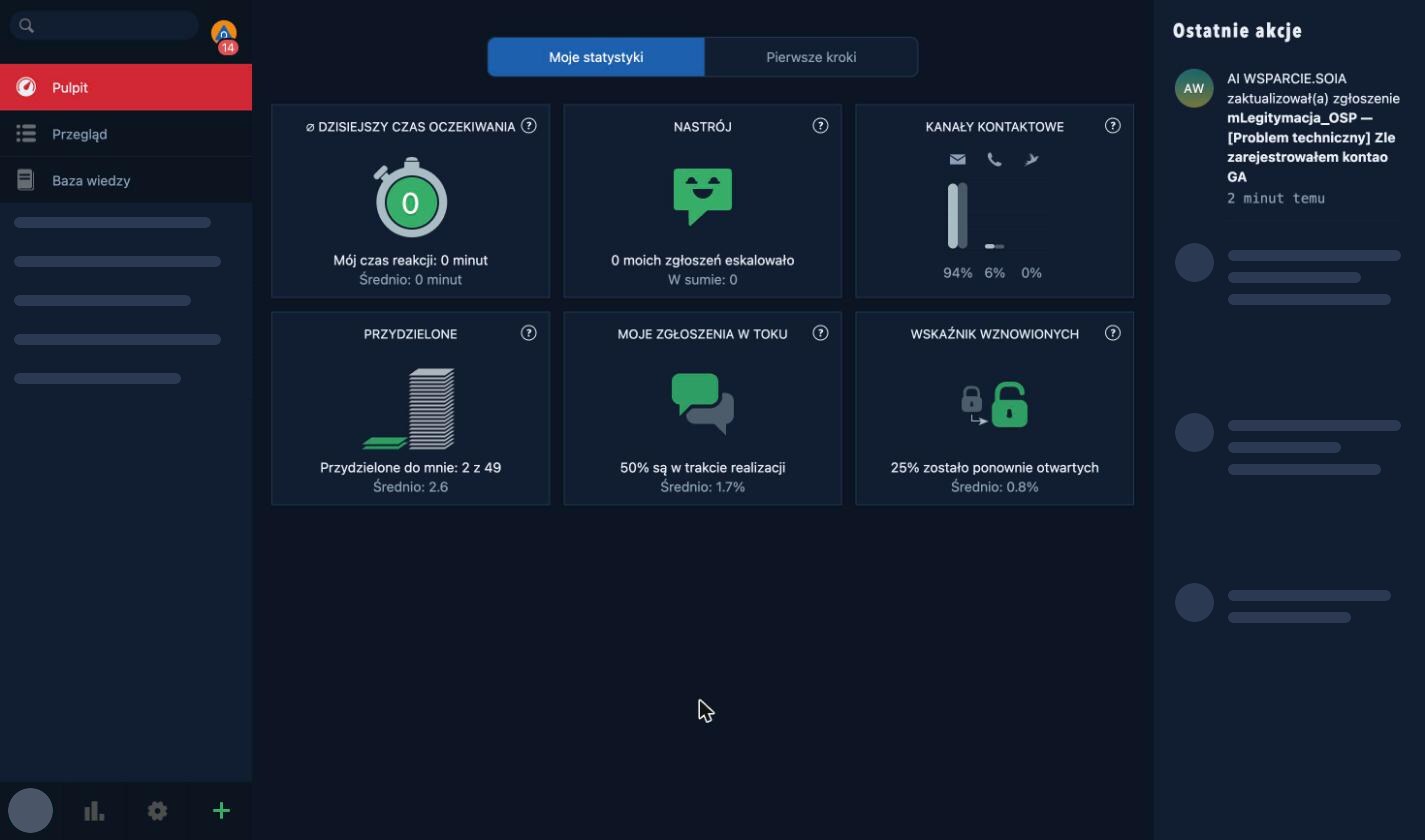 14
Pulpit
Przegląd
Baza wiedzy
Moje statystyki
Pierwsze kroki
⌀ DZISIEJSZY CZAS OCZEKIWANIA ?
0
Mój czas reakcji: 0 minut
Średnio: 0 minut
NASTRÓJ ?
0 moich zgłoszeń eskalowało
W sumie: 0
KANAŁY KONTAKTOWE ?
94% 6% 0%
PRZYDZIELONE ?
Przydzielone do mnie: 2 z 49
Średnio: 2.6
MOJE ZGŁOSZENIA W TOKU ?
50% są w trakcie realizacji
Średnio: 1.7%
WSKAŹNIK WZNOWIONYCH ?
25% zostało ponownie otwartych
Średnio: 0.8%
Ostatnie akcje
AW
AI WSPARCIE.SOIA
zaktualizował(a) zgłoszenie
mLegitymacja_OSP —
[Problem techniczny] Zle
zarejestrowałem kontao
GA
2 minut temu